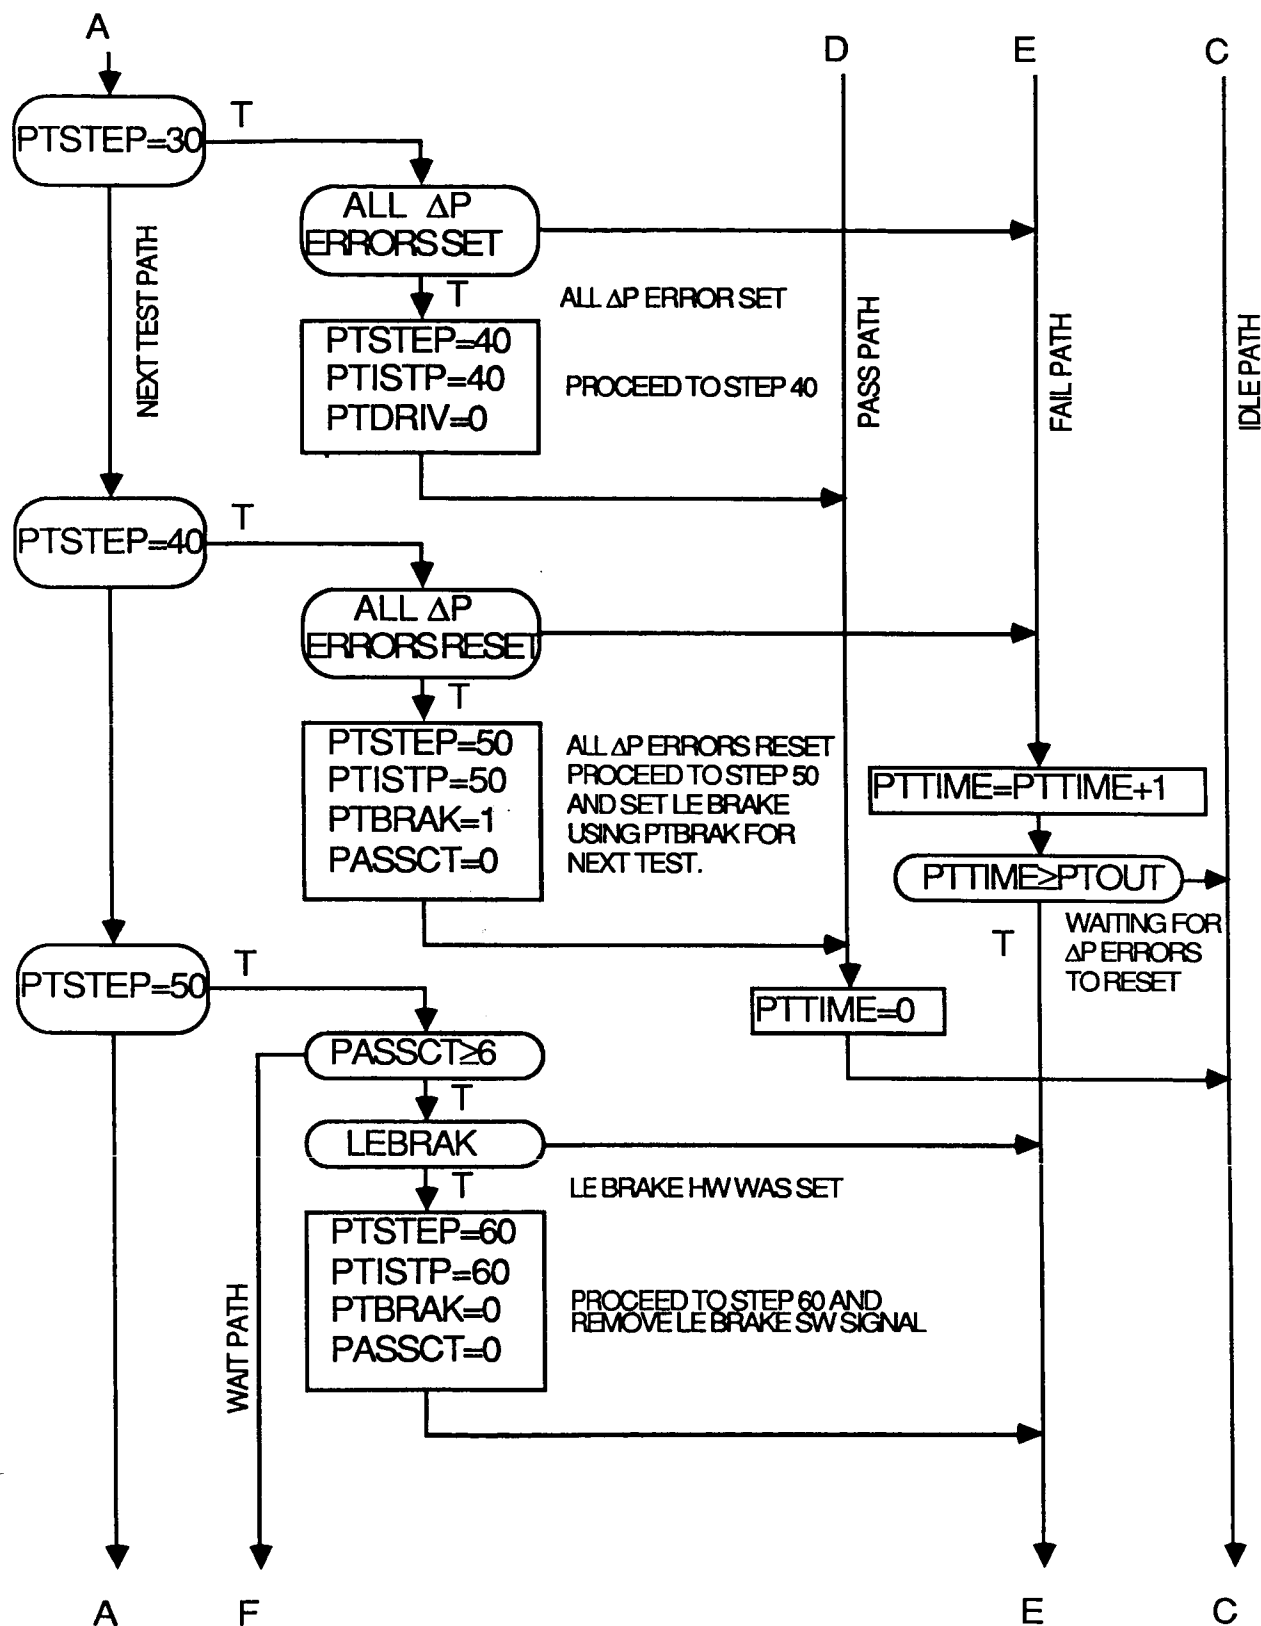 A
D
E
C
PTSTEP=30
T
ALL ΔP
ERRORS SET
T
ALL ΔP ERROR SET
PTSTEP=40
PTISTP=40
PTDRIV=0
PROCEED TO STEP 40
NEXT TEST PATH
PASS PATH
FAIL PATH
IDLE PATH
PTSTEP=40
T
ALL ΔP
ERRORS RESET
T
PTSTEP=50
PTISTP=50
PTBRAK=1
PASSCT=0
ALL ΔP ERRORS RESET
PROCEED TO STEP 50
AND SET LE BRAKE
USING PTBRAK FOR
NEXT TEST.
PTTIME=PTTIME+1
PTTIME≥PTOUT
T
WAITING FOR
ΔP ERRORS
TO RESET
PTSTEP=50
T
PTTIME=0
PASSCT≥6
T
LEBRAK
T
LE BRAKE HW WAS SET
PTSTEP=60
PTISTP=60
PTBRAK=0
PASSCT=0
PROCEED TO STEP 60 AND
REMOVE LE BRAKE SW SIGNAL
WAIT PATH
A
F
E
C